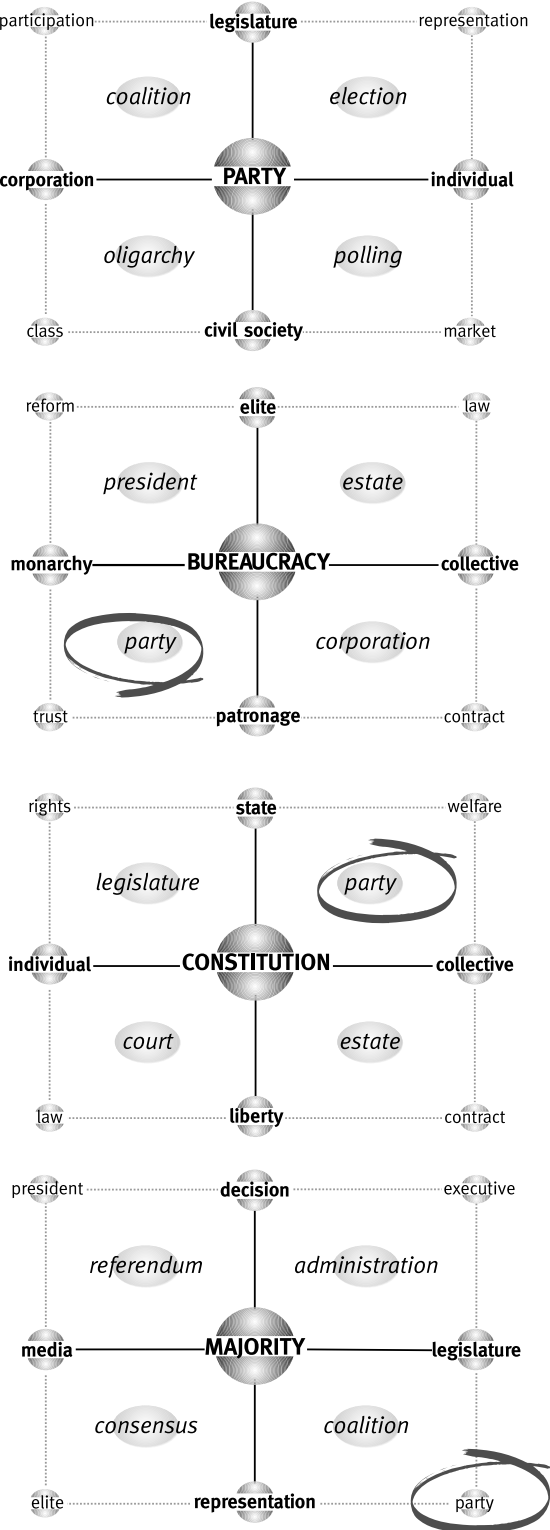 participation legislature representation
coalition election
corporation PARTY individual
oligarchy polling
class civil society market
reform elite law
president estate
monarchy BUREAUCRACY collective
party corporation
trust patronage contract
rights state welfare
legislature party
individual CONSTITUTION collective
court estate
law liberty contract
president decision executive
referendum administration
media MAJORITY legislature
consensus coalition
elite representation party